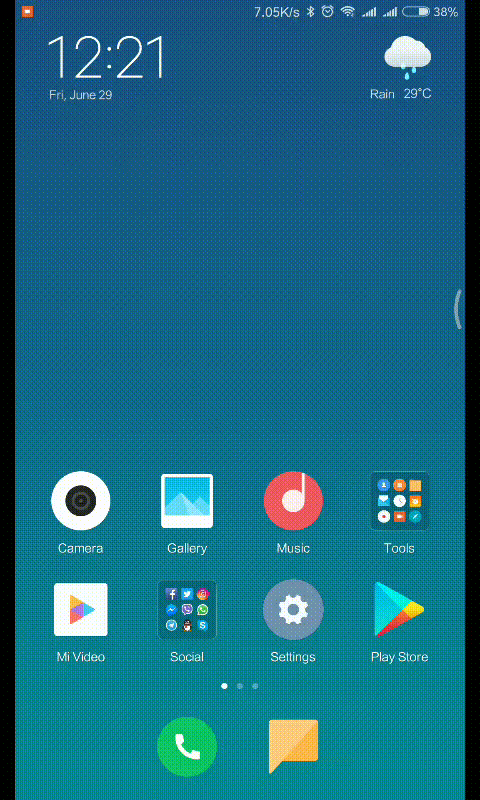 7.05K/s 38%
12:21
Fri, June 29
Rain 29°C
Camera Gallery Music Tools
Mi Video Social Settings Play Store